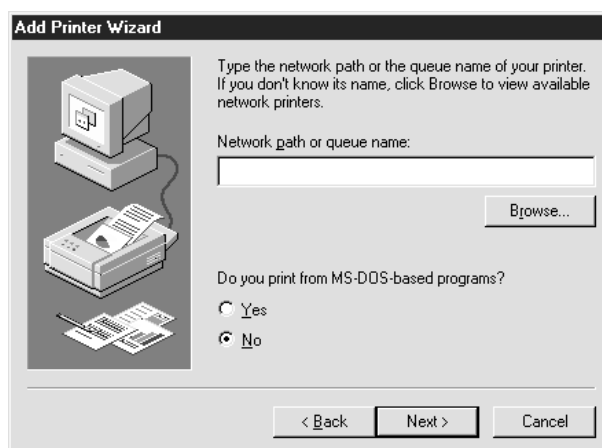 Add Printer Wizard
Type the network path or the queue name of your printer.
If you don't know its name, click Browse to view available
network printers.
Network path or queue name:
Browse...
Do you print from MS-DOS-based programs?
Yes
No
< Back
Next >
Cancel